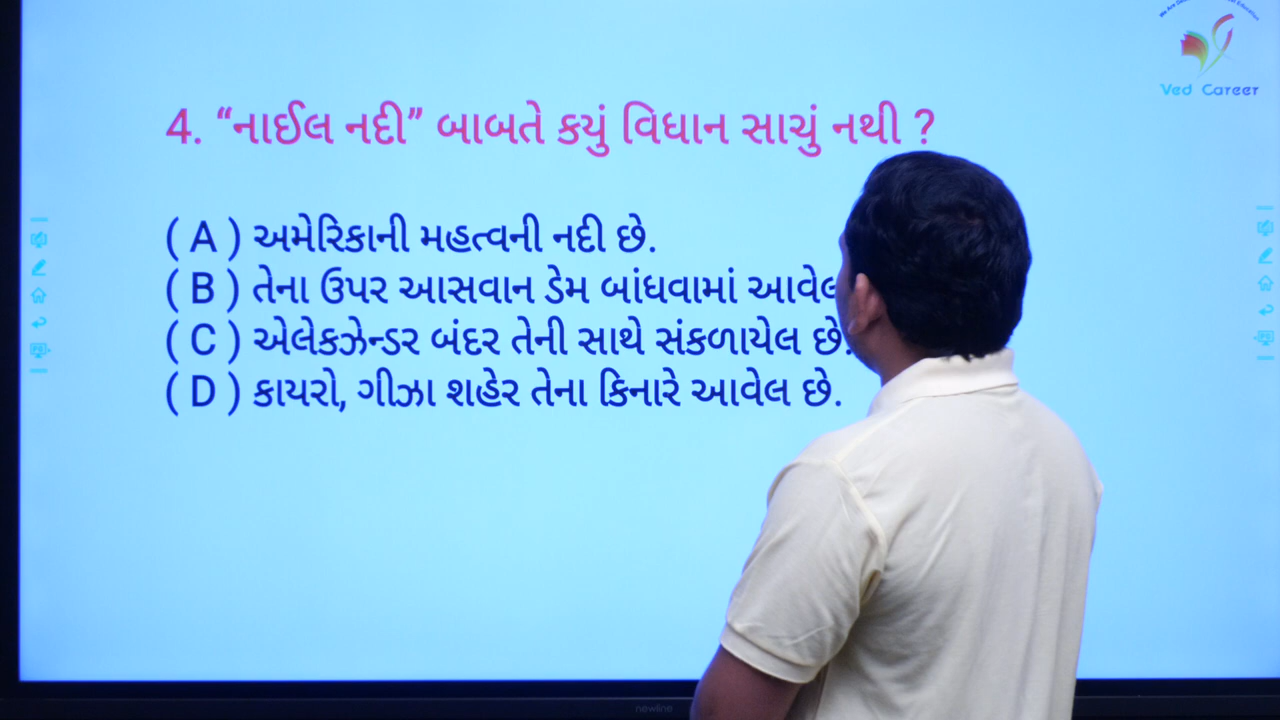 Ved Career
4. “નાઈલ નદી” બાબતે કયું વિધાન સાચું નથી ?
( A ) અમેરિકાની મહત્વની નદી છે.
( B ) તેના ઉપર આસવાન ડેમ બાંધવામાં
( C ) એલેકઝેન્ડર બંદર તેની સાથે સંકળાયેલ છે.
( D ) કાયરો, ગીઝા શહેર તેના કિનારે આવેલ છે.
newline